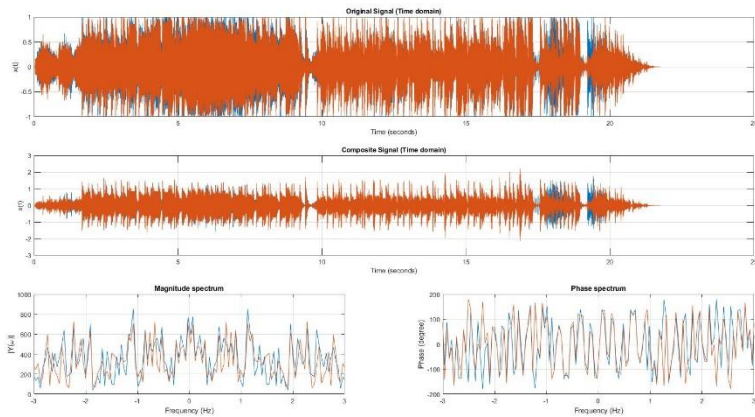 Original Signal (Time domain)
1
0.5
0
-0.5
-1
x(t)
0 5 10 15 20 25
Time (seconds)
Composite Signal (Time domain)
3
2
1
0
-1
-2
-3
x(t)
0 5 10 15 20 25
Time (seconds)
Magnitude spectrum
1000
800
600
400
200
0
-3 -2 -1 0 1 2 3
Frequency (Hz)
Phase spectrum
Phase (degree)
200
100
0
-100
-200
-3 -2 -1 0 1 2 3
Frequency (Hz)